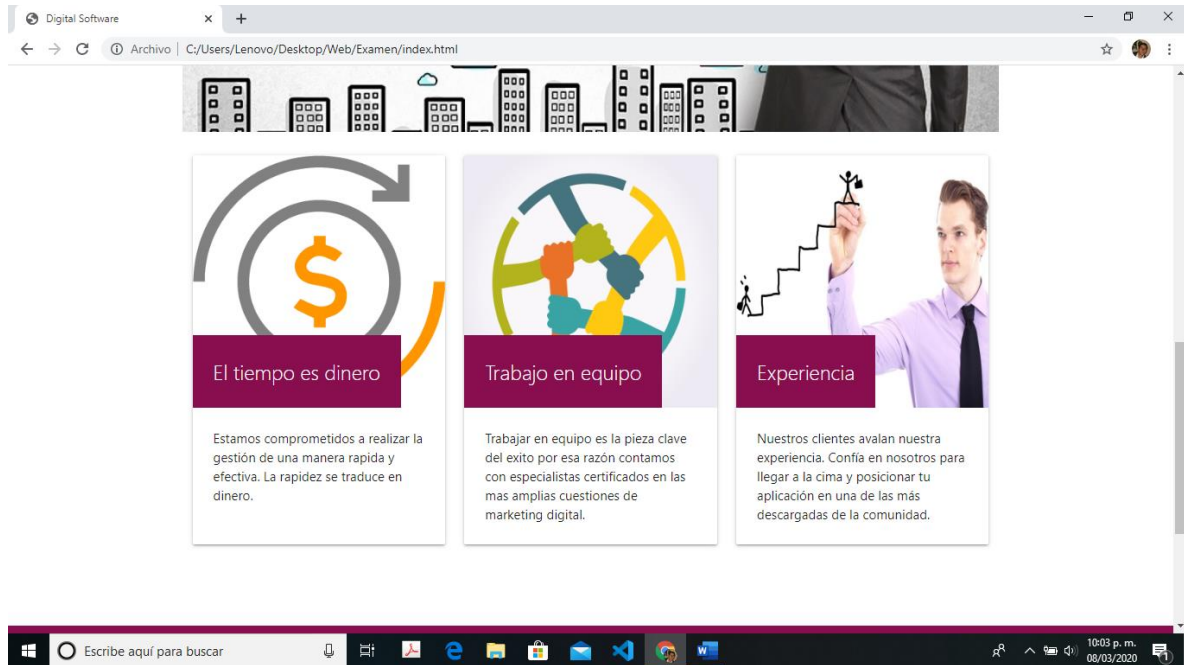 Digital Software
Archivo | C:/Users/Lenovo/Desktop/Web/Examen/index.html
$
El tiempo es dinero
Estamos comprometidos a realizar la
gestión de una manera rapida y
efectiva. La rapidez se traduce en
dinero.
Trabajo en equipo
Trabajar en equipo es la pieza clave
del exito por esa razón contamos
con especialistas certificados en las
mas amplias cuestiones de
marketing digital.
Experiencia
Nuestros clientes avalan nuestra
experiencia. Confía en nosotros para
llegar a la cima y posicionar tu
aplicación en una de las más
descargadas de la comunidad.
Escribe aquí para buscar
10:03 p. m.
08/03/2020